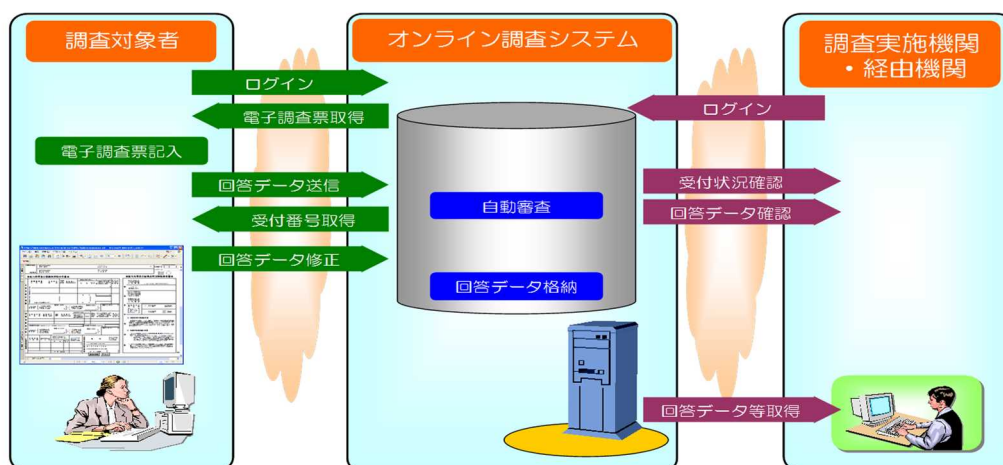 調査対象者
オンライン調査システム
調査実施機関
・経由機関
ログイン
電子調査票取得
電子調査票記入
回答データ送信
受付番号取得
回答データ修正
自動審査
回答データ格納
ログイン
受付状況確認
回答データ確認
回答データ等取得